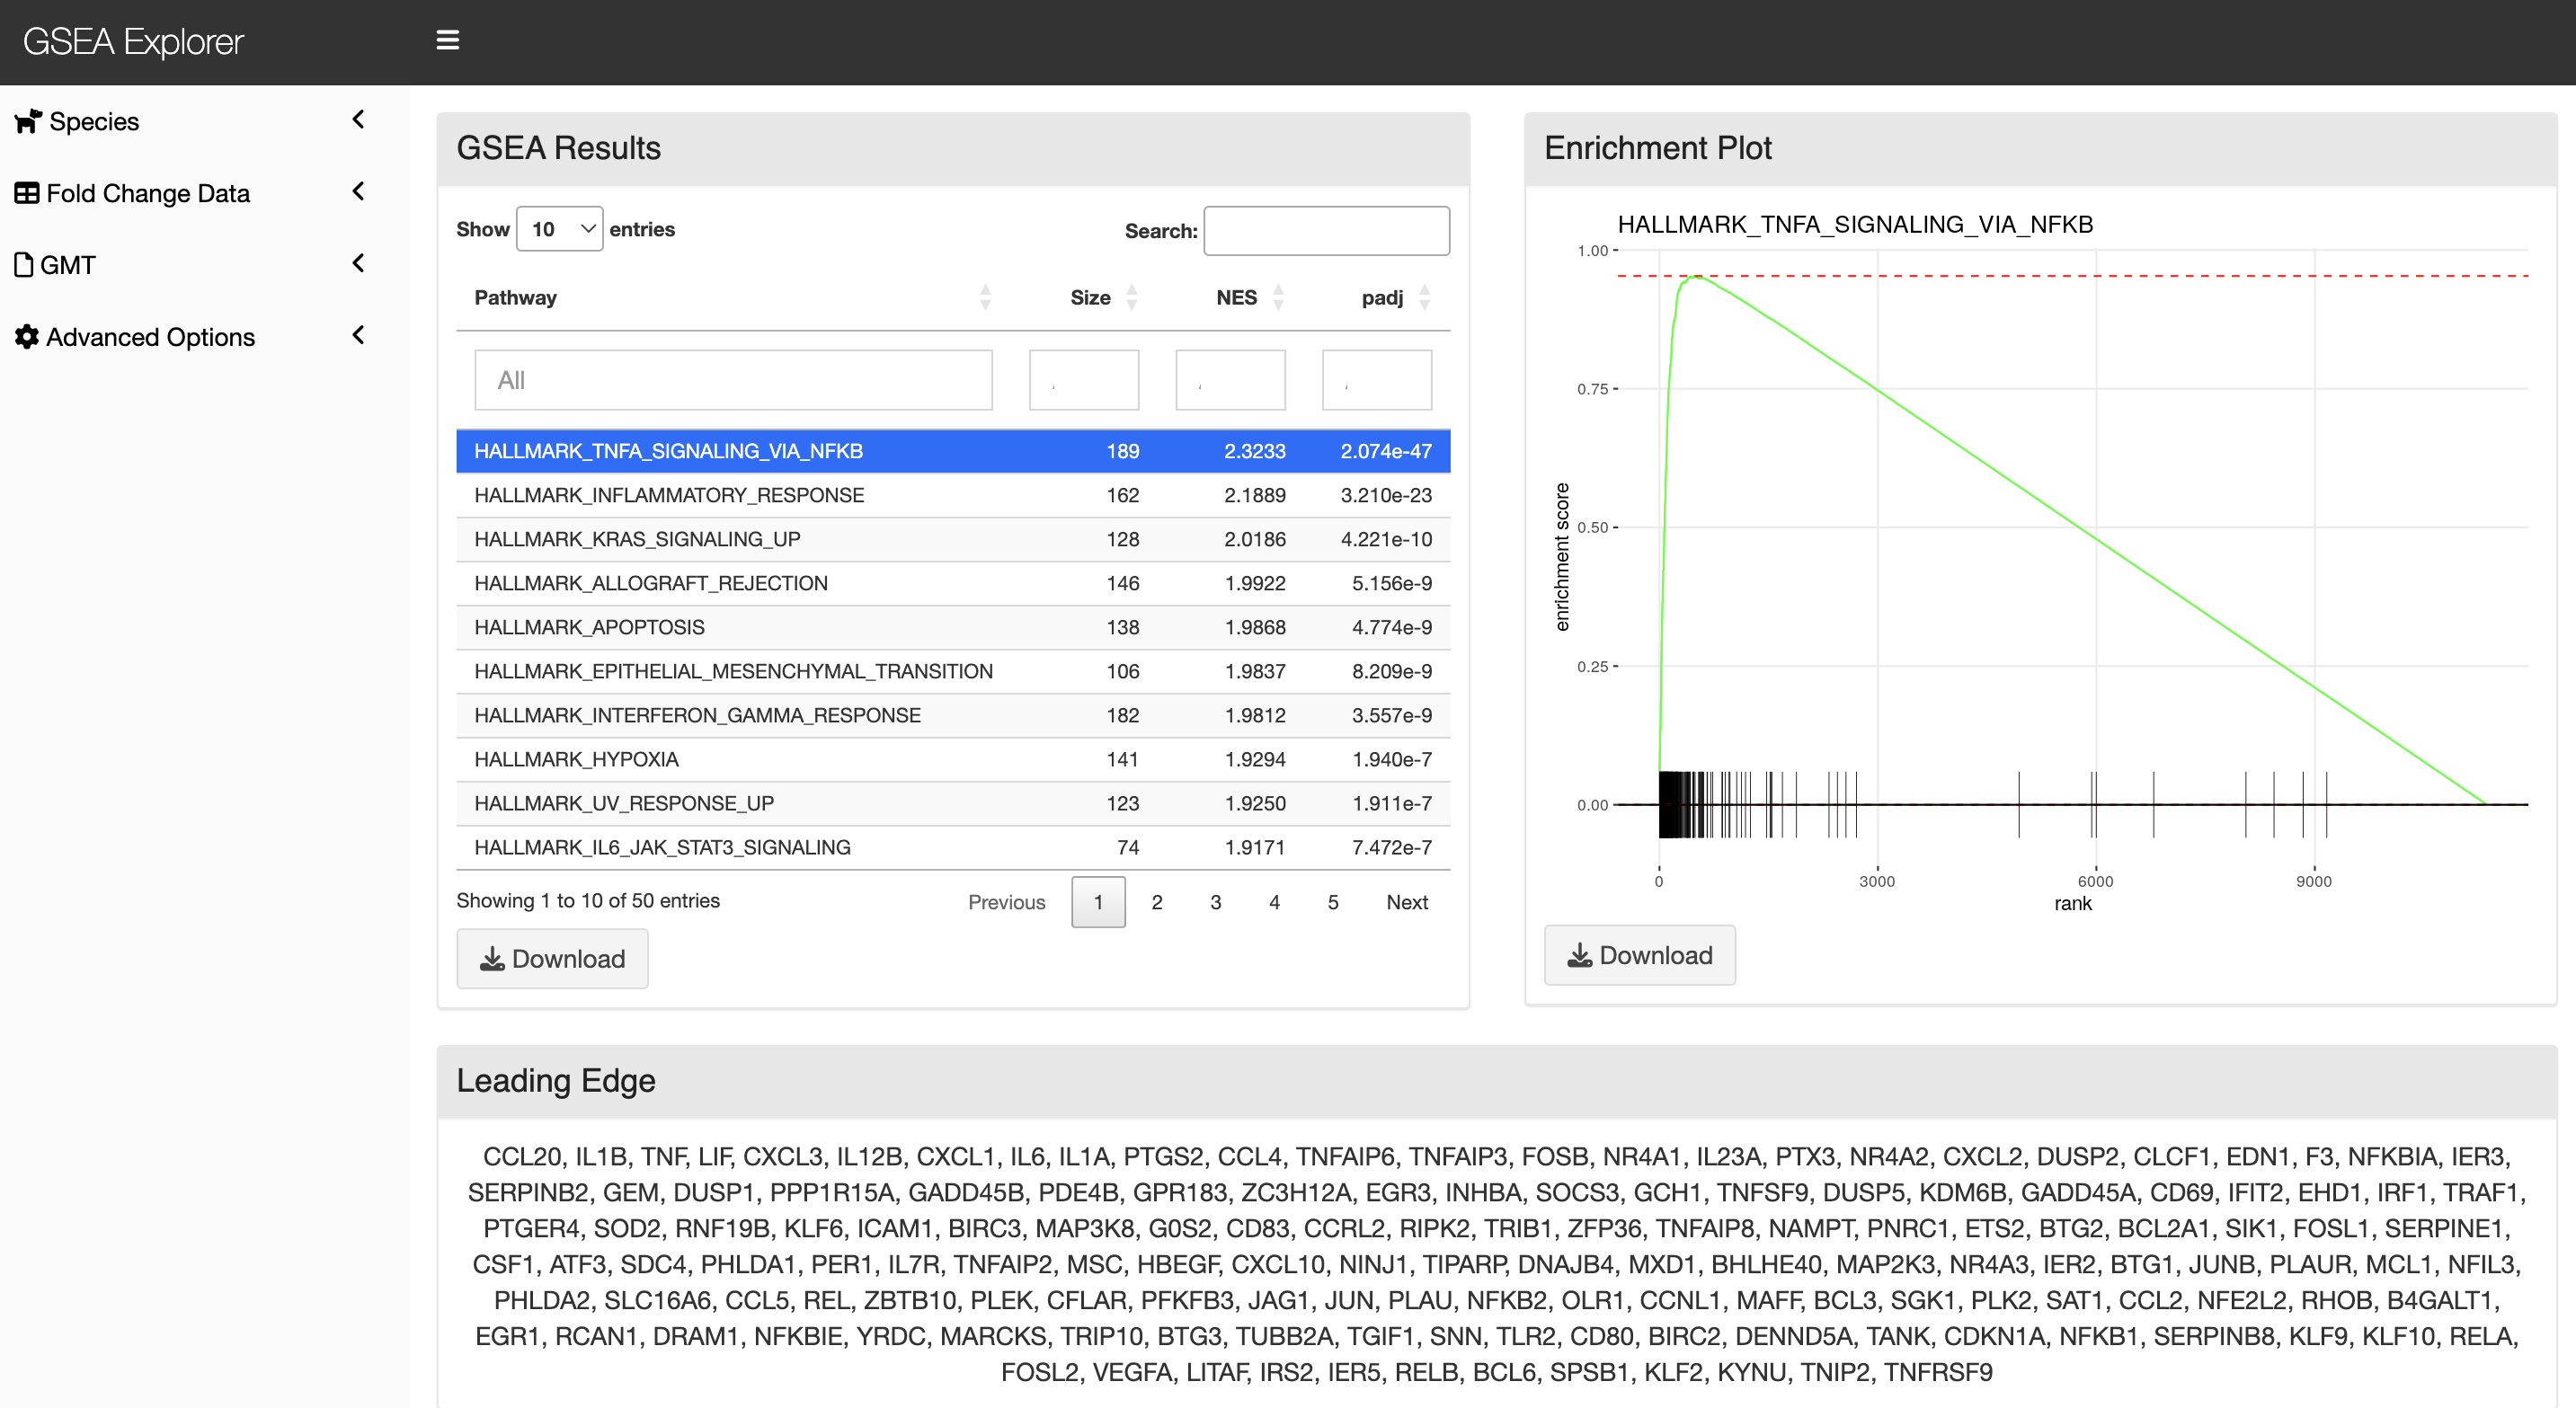 GSEA Explorer
Species
Fold Change Data
GMT
Advanced Options
GSEA Results
Show 10 entries
Search:
Pathway Size NES padj
All
HALLMARK_TNFA_SIGNALING_VIA_NFKB 189 2.3233 2.074e-47
HALLMARK_INFLAMMATORY_RESPONSE 162 2.1889 3.210e-23
HALLMARK_KRAS_SIGNALING_UP 128 2.0186 4.221e-10
HALLMARK_ALLOGRAFT_REJECTION 146 1.9922 5.156e-9
HALLMARK_APOPTOSIS 138 1.9868 4.774e-9
HALLMARK_EPITHELIAL_MESENCHYMAL_TRANSITION 106 1.9837 8.209e-9
HALLMARK_INTERFERON_GAMMA_RESPONSE 182 1.9812 3.557e-9
HALLMARK_HYPOXIA 141 1.9294 1.940e-7
HALLMARK_UV_RESPONSE_UP 123 1.9250 1.911e-7
HALLMARK_IL6_JAK_STAT3_SIGNALING 74 1.9171 7.472e-7
Showing 1 to 10 of 50 entries
Previous 1 2 3 4 5 Next
Download
Enrichment Plot
HALLMARK_TNFA_SIGNALING_VIA_NFKB
1.00
0.75
0.50
0.25
0.00
enrichment score
0 3000 6000 9000
rank
Download
Leading Edge
CCL20, IL1B, TNF, LIF, CXCL3, IL12B, CXCL1, IL6, IL1A, PTGS2, CCL4, TNFAIP6, TNFAIP3, FOSB, NR4A1, IL23A, PTX3, NR4A2, CXCL2, DUSP2, CLCF1, EDN1, F3, NFKBIA, IER3,
SERPINB2, GEM, DUSP1, PPP1R15A, GADD45B, PDE4B, GPR183, ZC3H12A, EGR3, INHBA, SOCS3, GCH1, TNFSF9, DUSP5, KDM6B, GADD45A, CD69, IFIT2, EHD1, IRF1, TRAF1,
PTGER4, SOD2, RNF19B, KLF6, ICAM1, BIRC3, MAP3K8, G0S2, CD83, CCRL2, RIPK2, TRIB1, ZFP36, TNFAIP8, NAMPT, PNRC1, ETS2, BTG2, BCL2A1, SIK1, FOSL1, SERPINE1,
CSF1, ATF3, SDC4, PHLDA1, PER1, IL7R, TNFAIP2, MSC, HBEGF, CXCL10, NINJ1, TIPARP, DNAJB4, MXD1, BHLHE40, MAP2K3, NR4A3, IER2, BTG1, JUNB, PLAUR, MCL1, NFIL3,
PHLDA2, SLC16A6, CCL5, REL, ZBTB10, PLEK, CFLAR, PFKFB3, JAG1, JUN, PLAU, NFKB2, OLR1, CCNL1, MAFF, BCL3, SGK1, PLK2, SAT1, CCL2, NFE2L2, RHOB, B4GALT1,
EGR1, RCAN1, DRAM1, NFKBIE, YRDC, MARCKS, TRIP10, BTG3, TUBB2A, TGIF1, SNN, TLR2, CD80, BIRC2, DENND5A, TANK, CDKN1A, NFKB1, SERPINB8, KLF9, KLF10, RELA,
FOSL2, VEGFA, LITAF, IRS2, IER5, RELB, BCL6, SPSB1, KLF2, KYNU, TNIP2, TNFRSF9